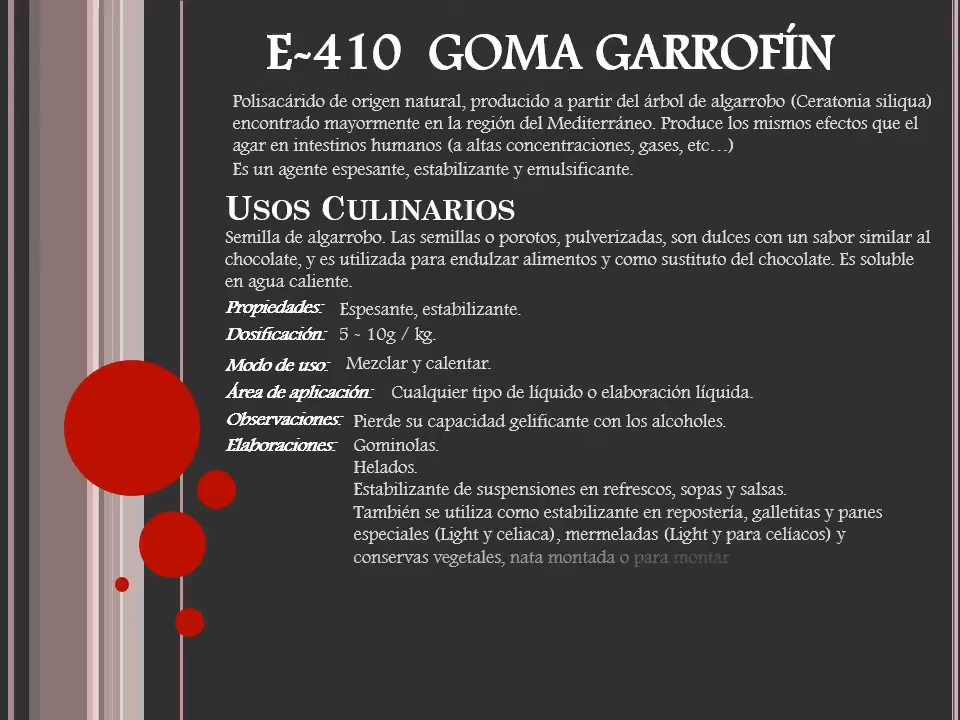 E-410 GOMA GARROFÍN
Polisacárido de origen natural, producido a partir del árbol de algarrobo (Ceratonia siliqua)
encontrado mayormente en la región del Mediterráneo. Produce los mismos efectos que el
agar en intestinos humanos (a altas concentraciones, gases, etc…)
Es un agente espesante, estabilizante y emulsificante.
USOS CULINARIOS
Semilla de algarrobo. Las semillas o porotos, pulverizadas, son dulces con un sabor similar al
chocolate, y es utilizada para endulzar alimentos y como sustituto del chocolate. Es soluble
en agua caliente.
Propiedades: Espesante, estabilizante.
Dosificación: 5 - 10g / kg.
Modo de uso: Mezclar y calentar.
Área de aplicación: Cualquier tipo de líquido o elaboración líquida.
Observaciones: Pierde su capacidad gelificante con los alcoholes.
Elaboraciones: Gominolas.
Helados.
Estabilizante de suspensiones en refrescos, sopas y salsas.
También se utiliza como estabilizante en repostería, galletitas y panes
especiales (Light y celiaca), mermeladas (Light y para celíacos) y
conservas vegetales, nata montada o para montar